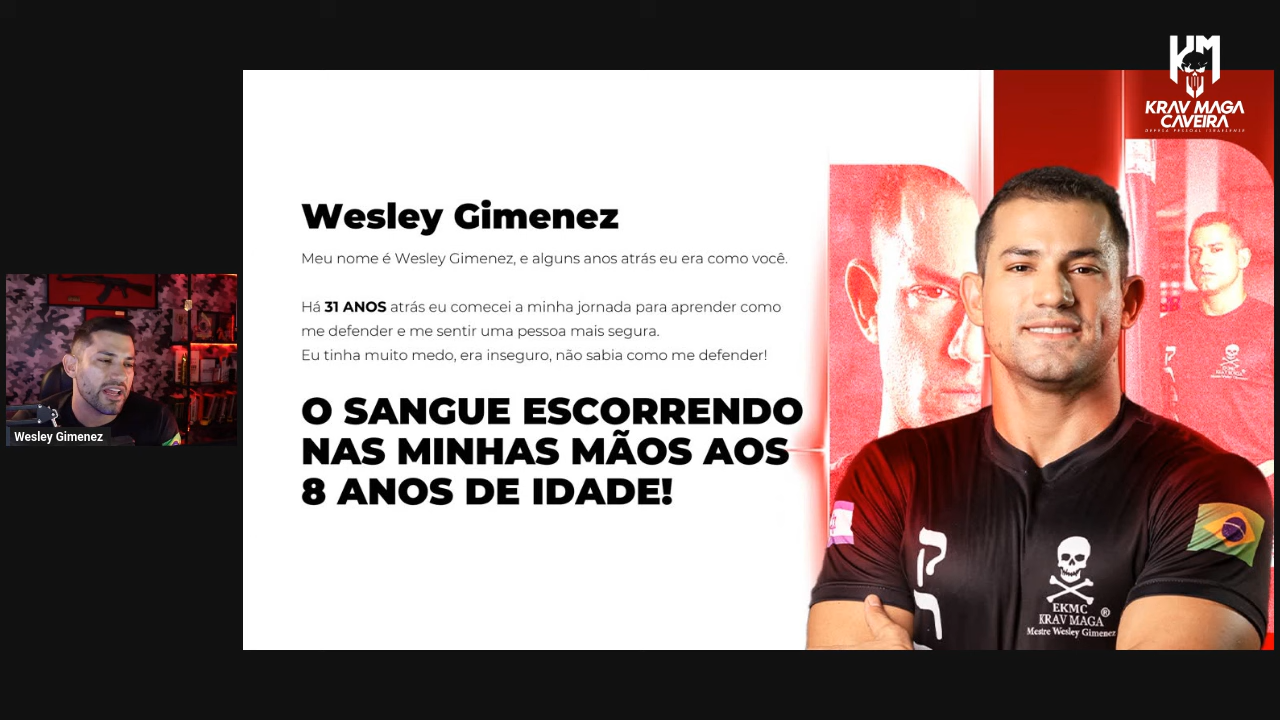 KM
KRAV MAGA
CAVEIRA
DEFESA PESSOAL ISRAELENSE
Wesley Gimenez
Meu nome é Wesley Gimenez, e alguns anos atrás eu era como você.
Há 31 ANOS atrás eu comecei a minha jornada para aprender como
me defender e me sentir uma pessoa mais segura.
Eu tinha muito medo, era inseguro, não sabia como me defender!
O SANGUE ESCORRENDO
NAS MINHAS MÃOS AOS
8 ANOS DE IDADE!
Wesley Gimenez
EKMC
KRAV MAGA ®
Mestre Wesley Gimenez